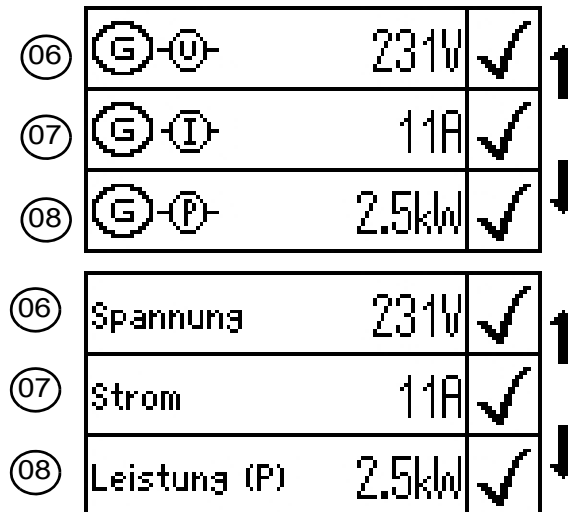 06 G U 231V
07 G I 11A
08 G P 2.5kW
06 Spannung 231V
07 Strom 11A
08 Leistung (P) 2.5kW